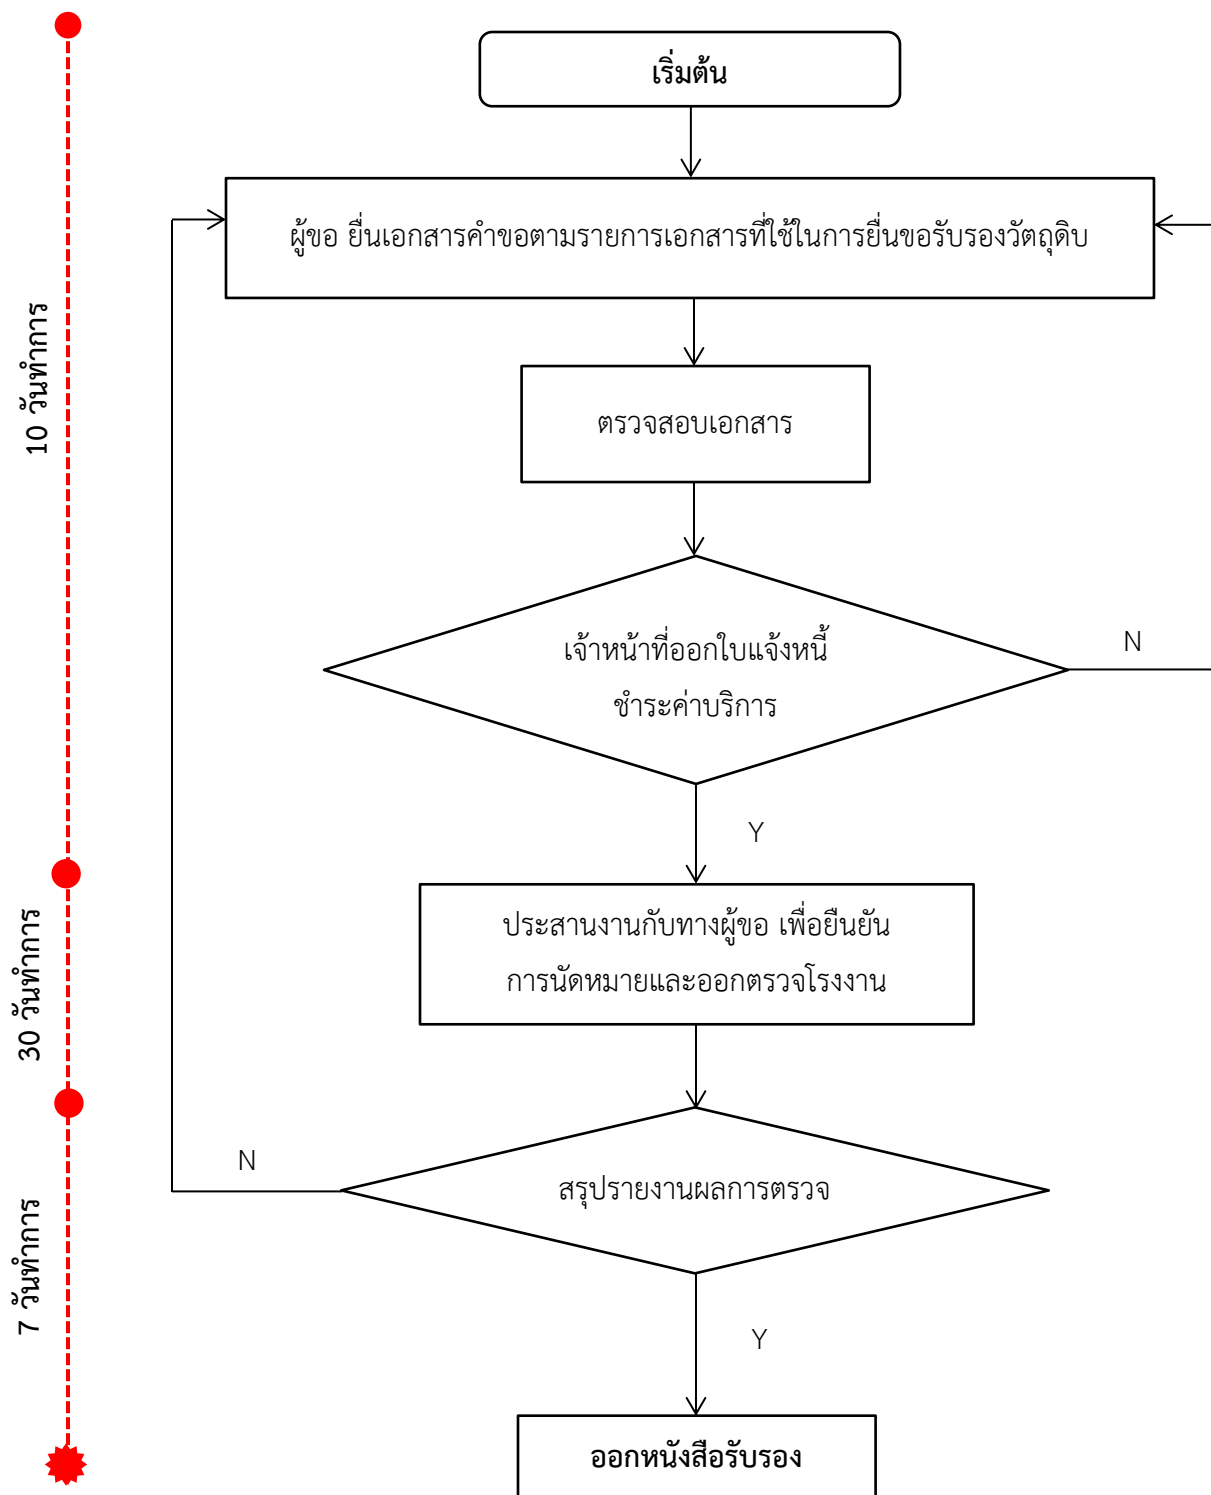 เริ่มต้น
ผู้ขอ ยื่นเอกสารคำขอตามรายการเอกสารที่ใช้ในการยื่นขอรับรองวัตถุดิบ
10 วันทำการ
ตรวจสอบเอกสาร
เจ้าหน้าที่ออกใบแจ้งหนี้
ชำระค่าบริการ
N
Y
ประสานงานกับทางผู้ขอ เพื่อยืนยัน
การนัดหมายและออกตรวจโรงงาน
30 วันทำการ
N
สรุปรายงานผลการตรวจ
7 วันทำการ
Y
ออกหนังสือรับรอง